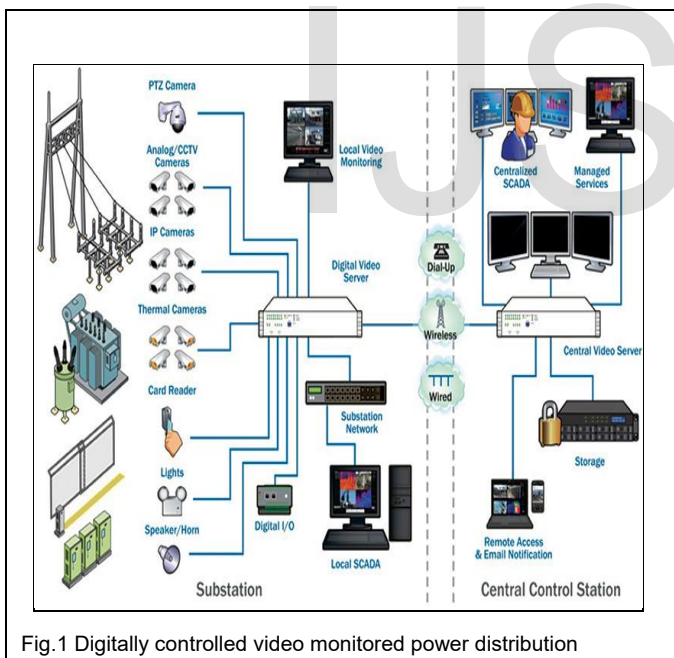 IJS
PTZ Camera
Analog/CCTV
Cameras
IP Cameras
Thermal Cameras
Card Reader
Lights
Speaker/Horn
Local Video
Monitoring
Digital Video
Server
Substation
Network
Digital I/O
Local SCADA
Substation
Dial-Up
Wireless
Wired
Centralized
SCADA
Managed
Services
Central Video Server
Storage
Remote Access
& Email Notification
Central Control Station
Fig.1 Digitally controlled video monitored power distribution